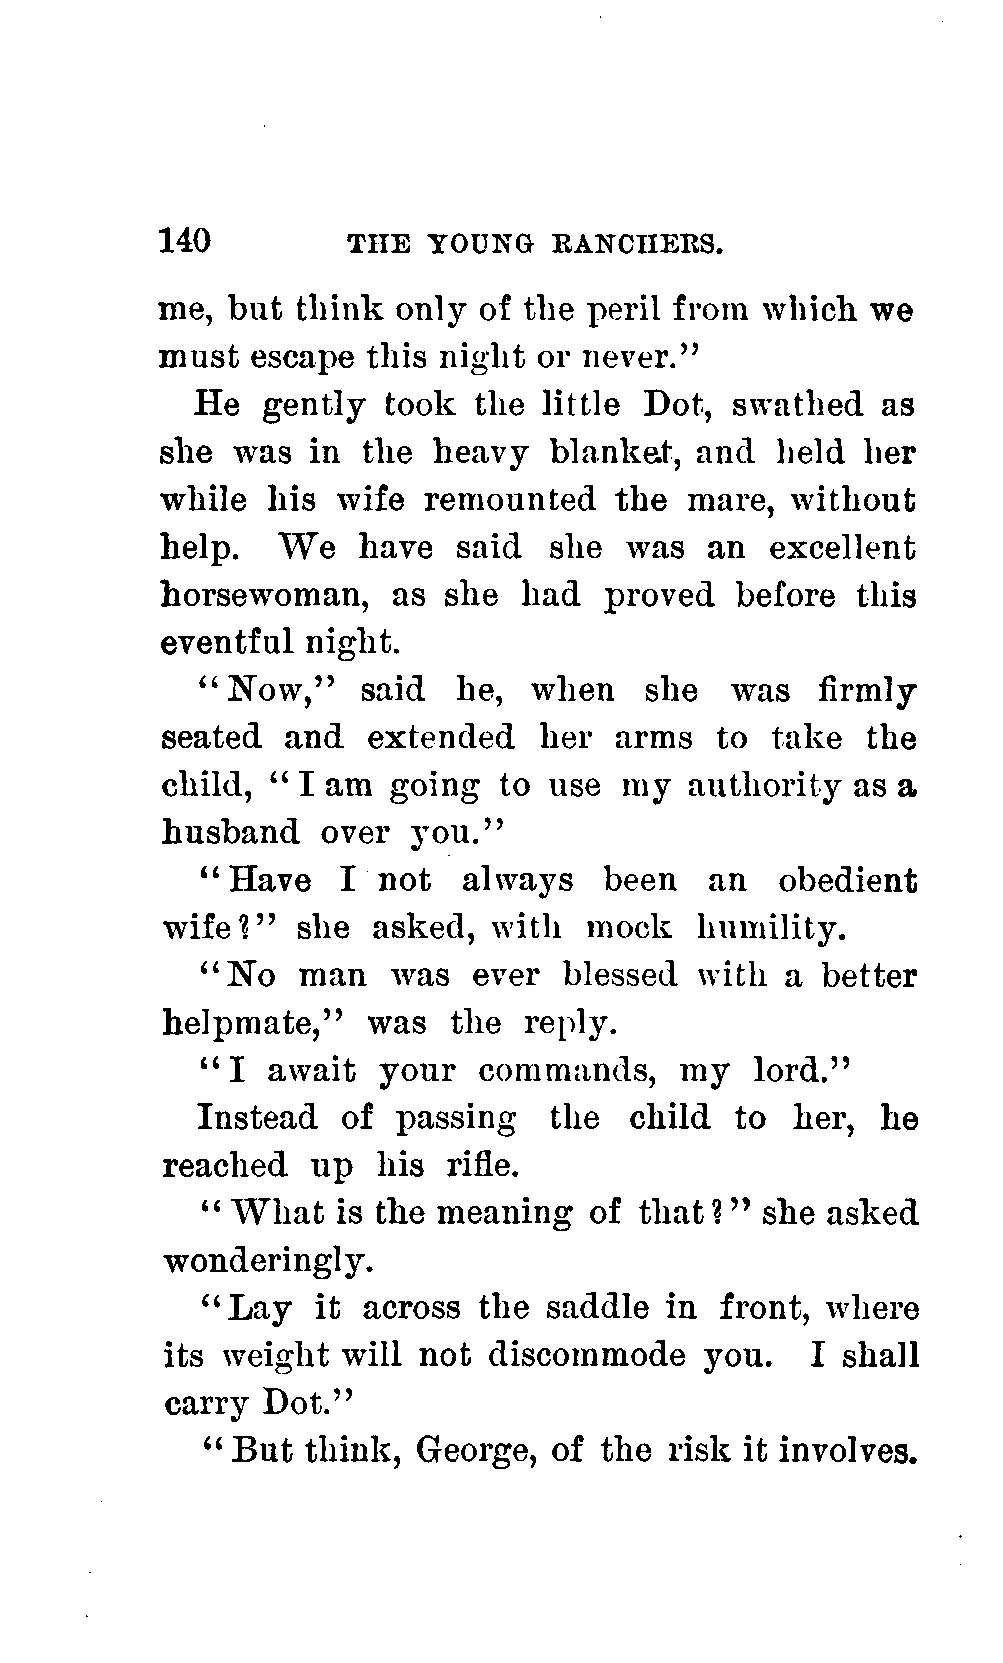 140 THE YOUNG RANCHERS.
me, but think only of the peril from which we
must escape this night or never."
He gently took the little Dot, swathed as
she was in the heavy blanket, and held her
while his wife remounted the mare, without
help. We have said she was an excellent
horsewoman, as she had proved before this
eventful night.
"Now," said he, when she was firmly
seated and extended her arms to take the
child, "I am going to use my authority as a
husband over you."
"Have I not always been an obedient
wife?" she asked, with mock humility.
"No man was ever blessed with a better
helpmate," was the reply.
"I await your commands, my lord."
Instead of passing the child to her, he
reached up his rifle.
"What is the meaning of that?" she asked
wonderingly.
"Lay it across the saddle in front, where
its weight will not discommode you. I shall
carry Dot."
"But think, George, of the risk it involves.